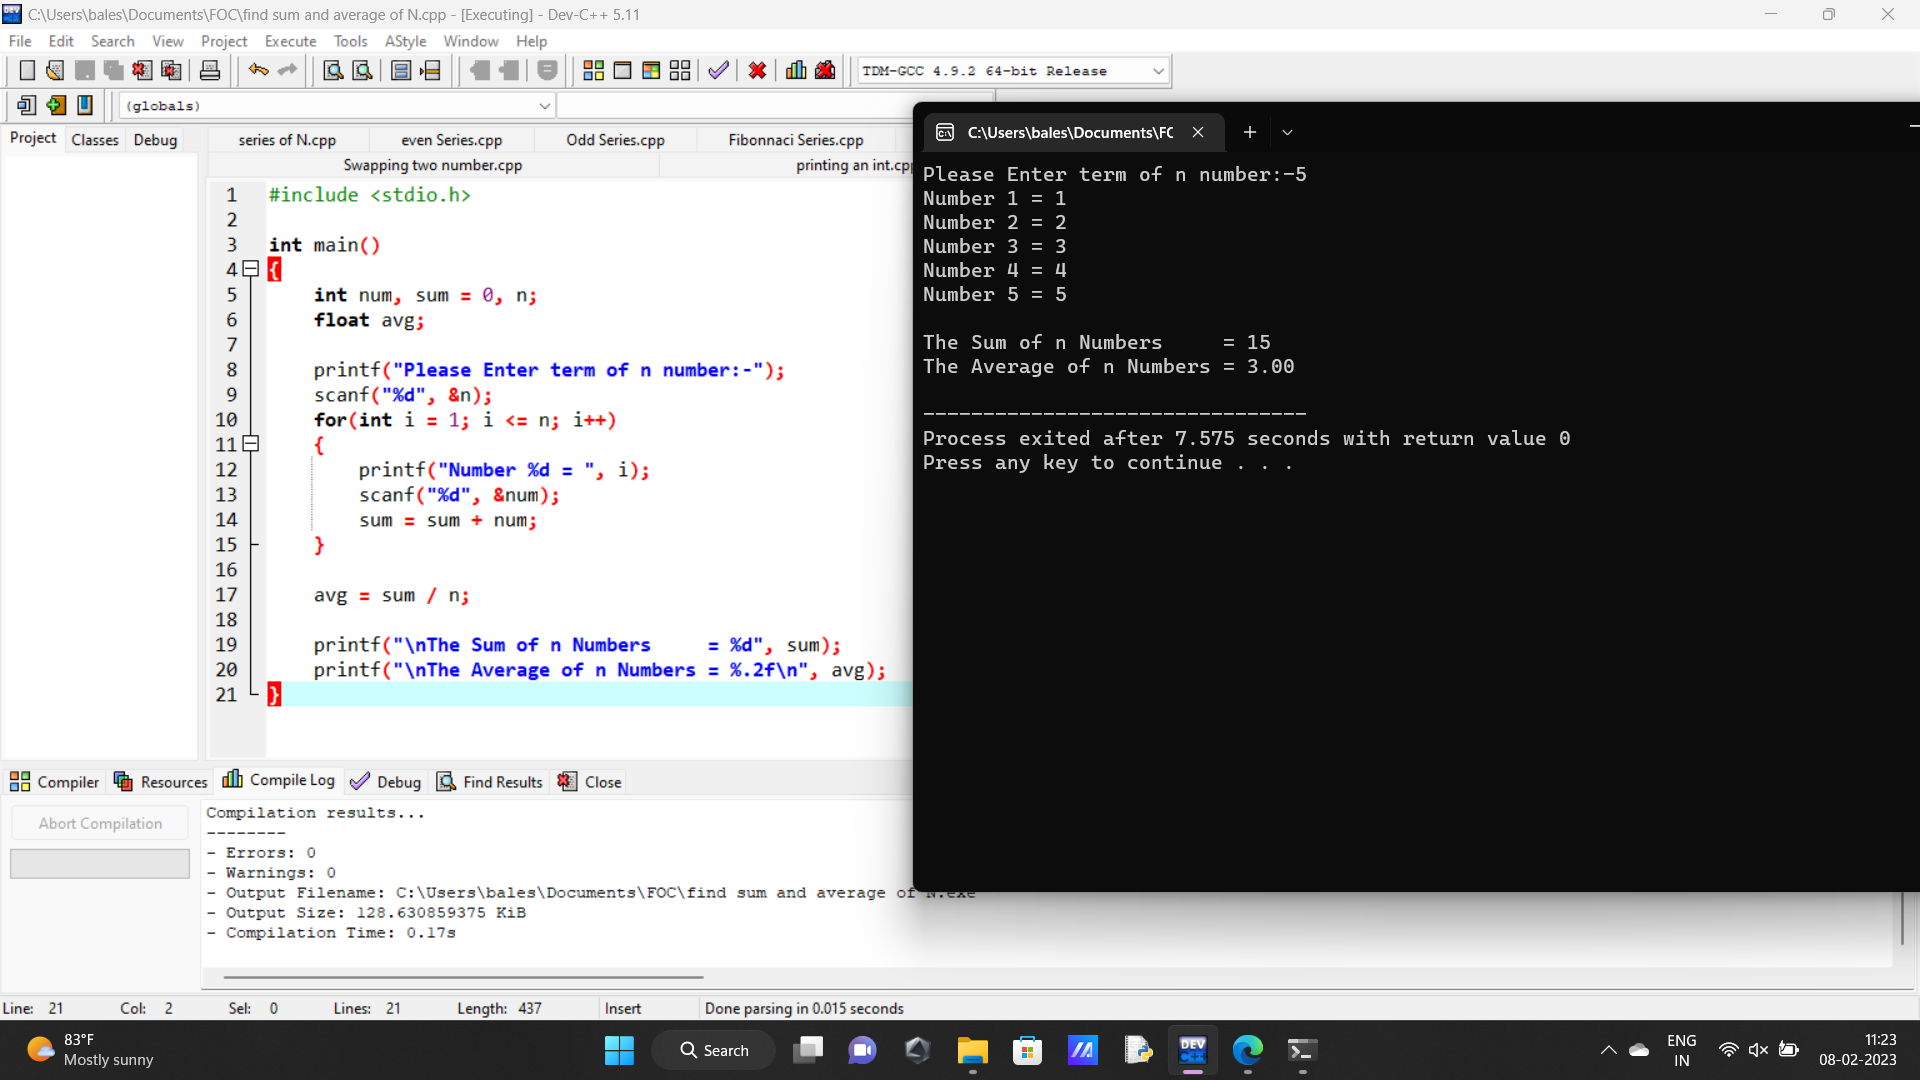 C:\Users\bales\Documents\FOC\find sum and average of N.cpp - [Executing] - Dev-C++ 5.11
File Edit Search View Project Execute Tools AStyle Window Help
TDM-GCC 4.9.2 64-bit Release
(globals)
Project Classes Debug
series of N.cpp even Series.cpp Odd Series.cpp Fibonnaci Series.cpp
Swapping two number.cpp printing an int.cpp
1 #include <stdio.h>
2
3 int main()
4 {
5 int num, sum = 0, n;
6 float avg;
7
8 printf("Please Enter term of n number:-");
9 scanf("%d", &n);
10 for(int i = 1; i <= n; i++)
11 {
12 printf("Number %d = ", i);
13 scanf("%d", &num);
14 sum = sum + num;
15 }
16
17 avg = sum / n;
18
19 printf("\nThe Sum of n Numbers     = %d", sum);
20 printf("\nThe Average of n Numbers = %.2f\n", avg);
21 }
C:\Users\bales\Documents\FC
Please Enter term of n number:-5
Number 1 = 1
Number 2 = 2
Number 3 = 3
Number 4 = 4
Number 5 = 5
The Sum of n Numbers     = 15
The Average of n Numbers = 3.00
--------------------------------
Process exited after 7.575 seconds with return value 0
Press any key to continue . . .
Compiler Resources Compile Log Debug Find Results Close
Abort Compilation
Compilation results...
--------
- Errors: 0
- Warnings: 0
- Output Filename: C:\Users\bales\Documents\FOC\find sum and average of N.exe
- Output Size: 128.630859375 KiB
- Compilation Time: 0.17s
Line: 21 Col: 2 Sel: 0 Lines: 21 Length: 437 Insert Done parsing in 0.015 seconds
83°F
Mostly sunny
Search
DEV
C++
ENG
IN
11:23
08-02-2023